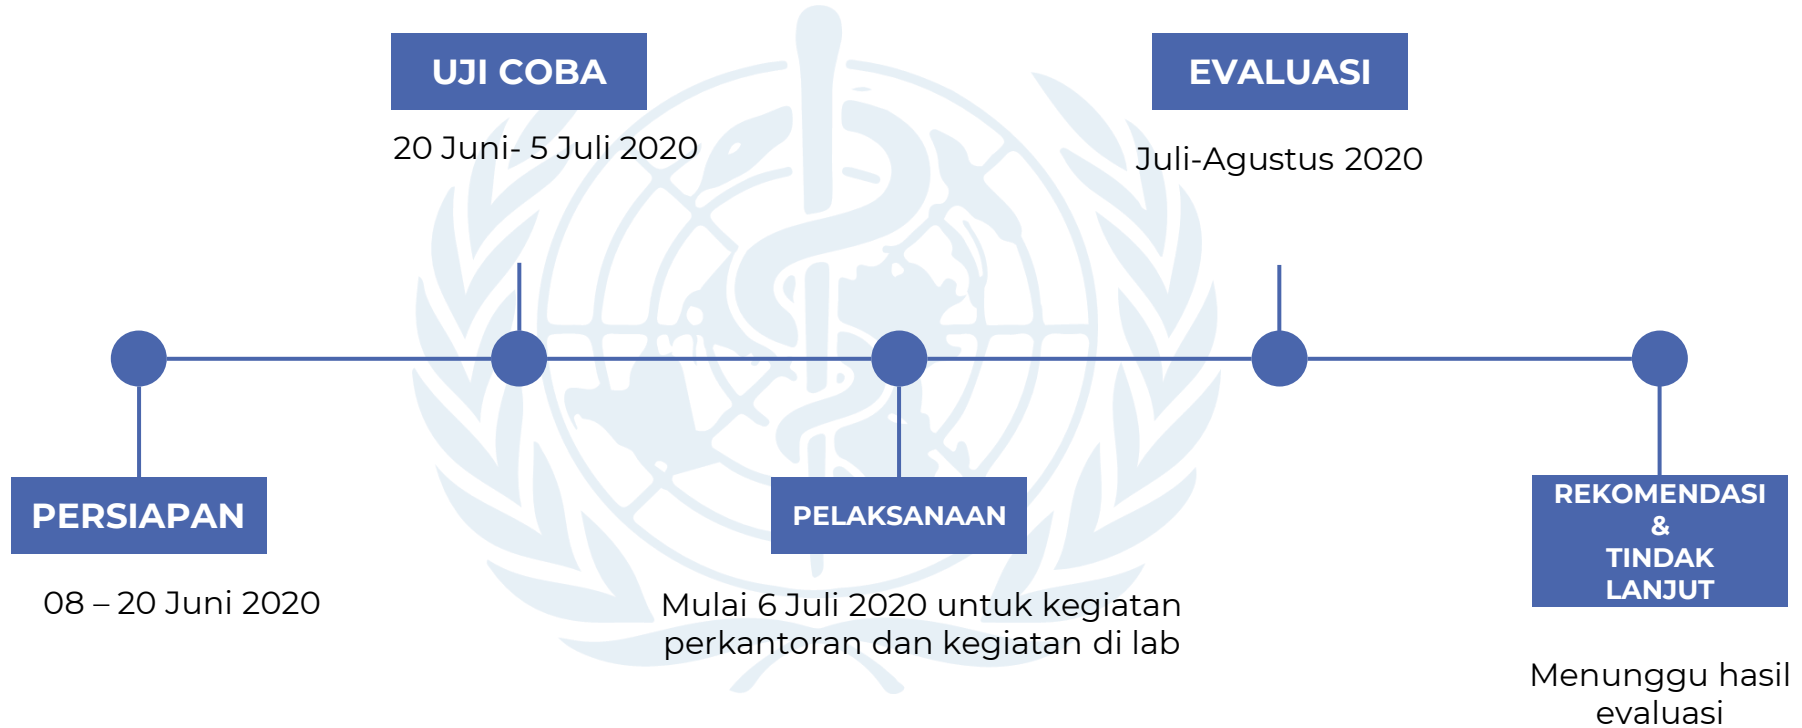 UJI COBA
20 Juni- 5 Juli 2020
EVALUASI
Juli-Agustus 2020
PERSIAPAN
08 – 20 Juni 2020
PELAKSANAAN
Mulai 6 Juli 2020 untuk kegiatan
perkantoran dan kegiatan di lab
REKOMENDASI
&
TINDAK
LANJUT
Menunggu hasil
evaluasi